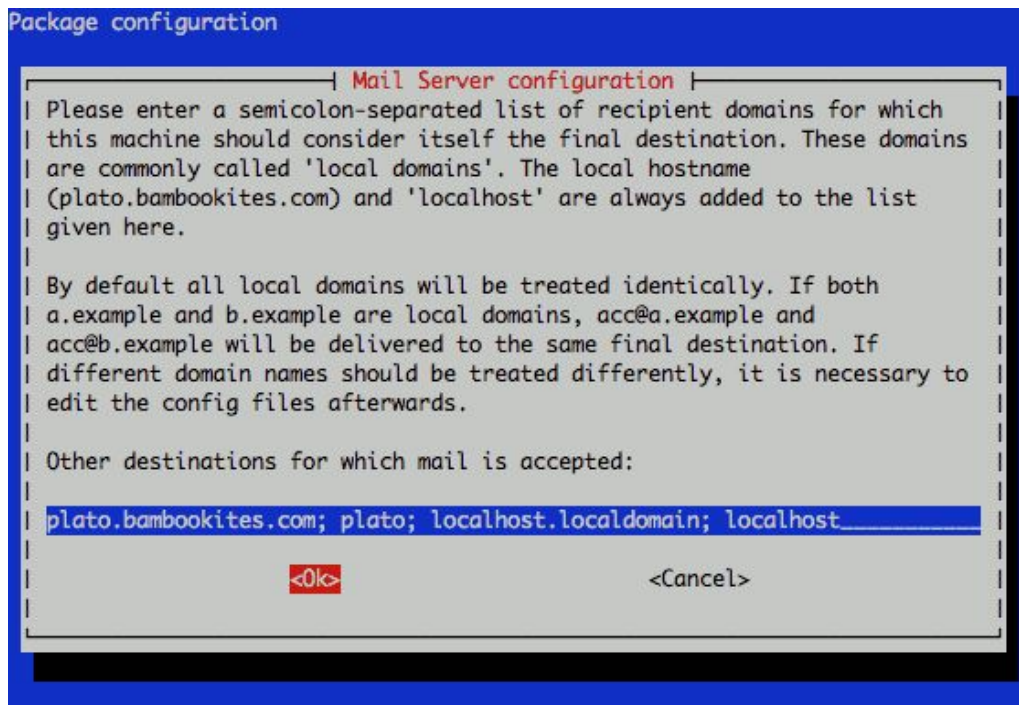 Package configuration
Mail Server configuration
Please enter a semicolon-separated list of recipient domains for which
this machine should consider itself the final destination. These domains
are commonly called 'local domains'. The local hostname
(plato.bambookites.com) and 'localhost' are always added to the list
given here.
By default all local domains will be treated identically. If both
a.example and b.example are local domains, acc@a.example and
acc@b.example will be delivered to the same final destination. If
different domain names should be treated differently, it is necessary to
edit the config files afterwards.
Other destinations for which mail is accepted:
plato.bambookites.com; plato; localhost.localdomain; localhost___________
<Ok> <Cancel>